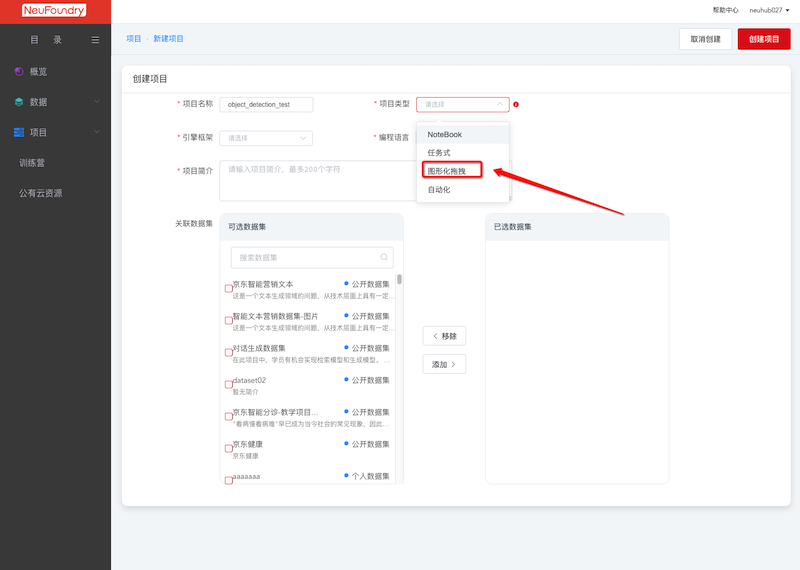 NeuFoundry
帮助中心
neuhub027
目 录
项目 · 新建项目
取消创建
创建项目
概览
数据
项目
训练营
公有云资源
创建项目
* 项目名称
object_detection_test
* 项目类型
请选择
* 引擎框架
请选择
* 编程语言
NoteBook
任务式
图形化拖拽
自动化
* 项目简介
请输入项目简介，最多200个字符
关联数据集
可选数据集
已选数据集
搜索数据集
京东智能营销文本
公开数据集
这是一个文本生成领域的问题，从技术层面上具有一定...
智能文本营销数据集-图片
公开数据集
这是一个文本生成领域的问题，从技术层面上具有一定...
对话生成数据集
公开数据集
在此项目中，学员有机会实现检索模型和生成模型。 ...
dataset02
公开数据集
暂无简介
京东智能分诊-教学项目...
公开数据集
"看病慢看病难"早已成为当今社会的常见现象，因此...
京东健康
公开数据集
京东健康
aaaaaaa
个人数据集
< 移除
添加 >